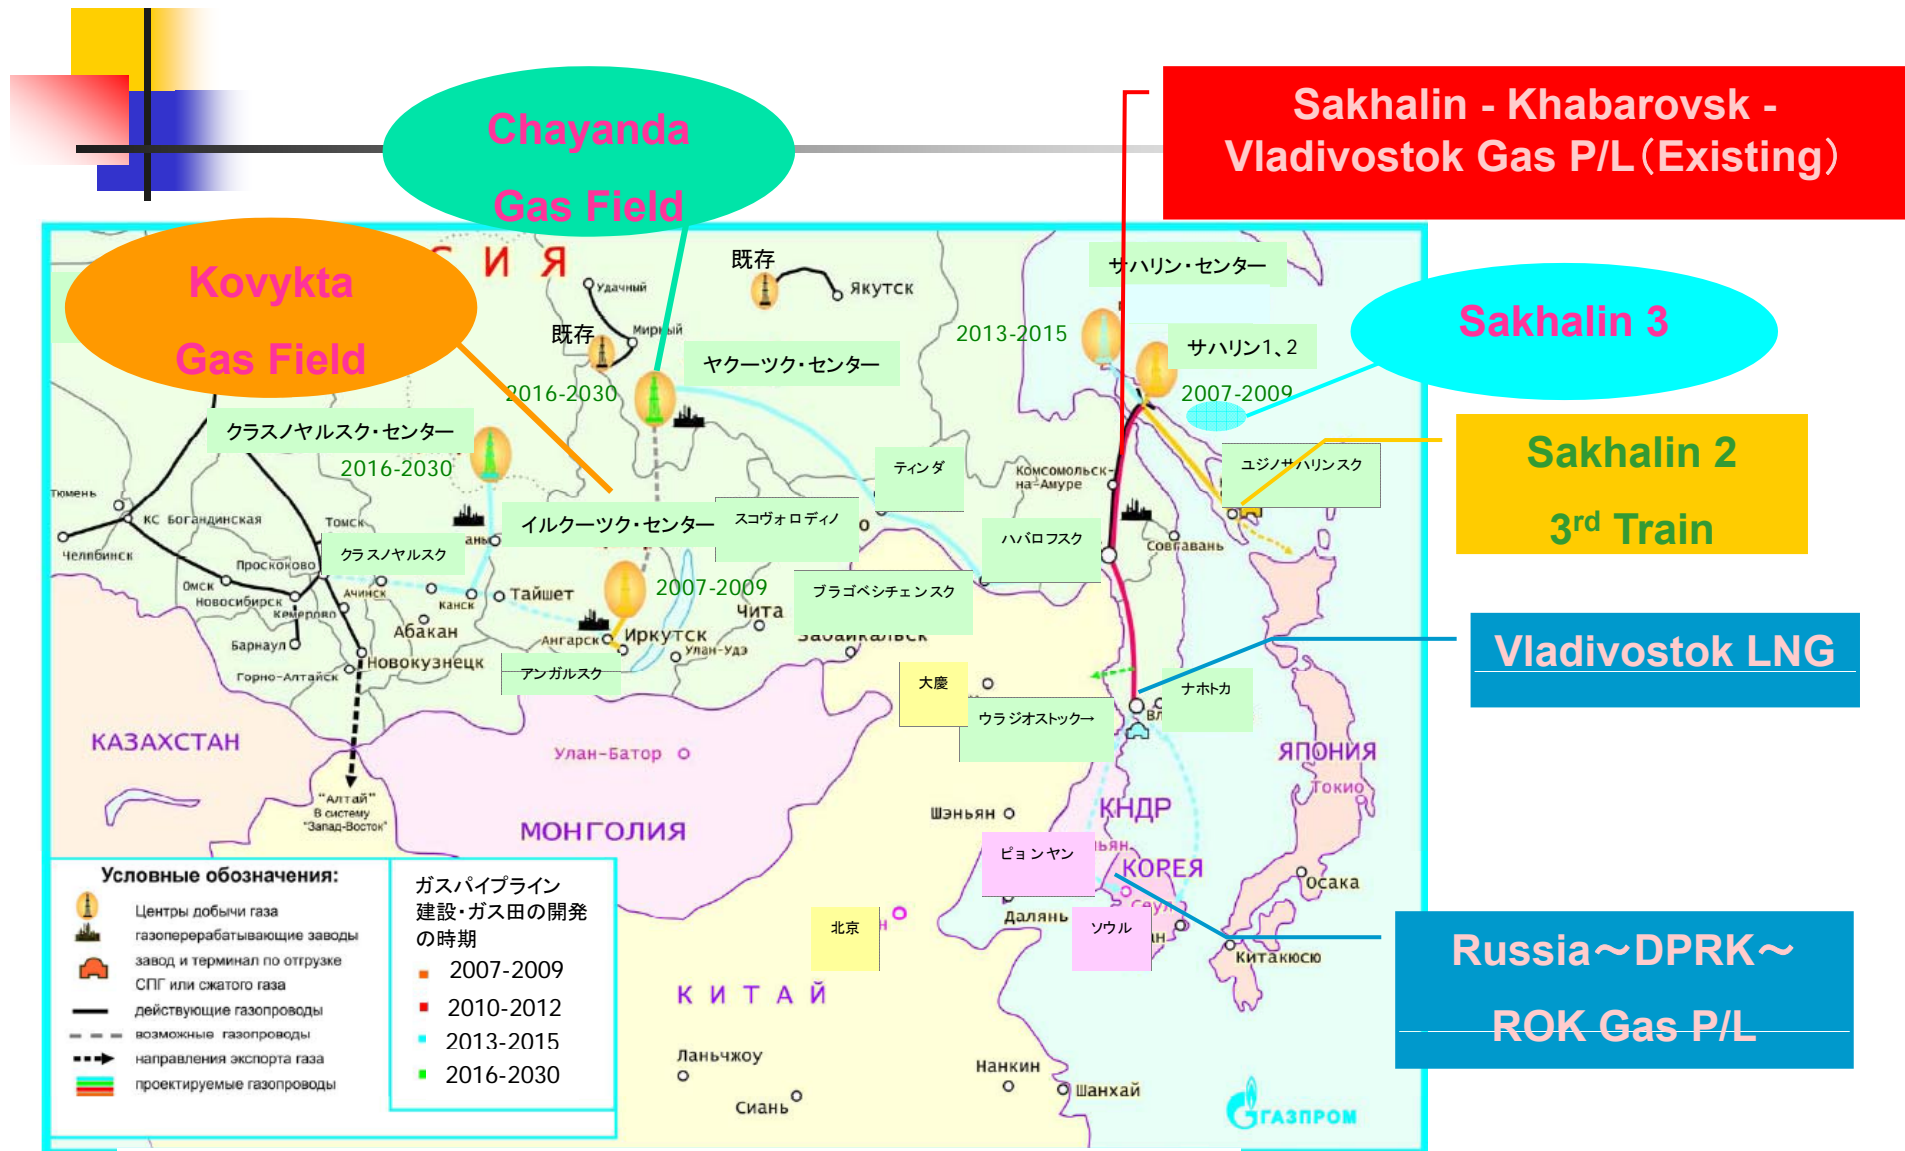 Chayanda
Gas Field
Sakhalin - Khabarovsk -
Vladivostok Gas P/L（Existing）
Kovykta
Gas Field
С И Я
既存
Удачный
Якутск
サハリン・センター
Sakhalin 3
既存
Мирный
2013-2015
サハリン1、2
ヤクーツク・センター
2016-2030
2007-2009
クラスノヤルスク・センター
2016-2030
Sakhalin 2
3rd Train
ティンダ
Комсомольск-
на-Амуре
ユジノサハリンスク
Тюмень
КС Богандинская
Томск
イルクーツク・センター
スコヴォロディノ
ハバロフスク
Совгавань
Челябинск
Проскоково
クラスノヤルスク
2007-2009
ブラゴベシチェンスク
Омск
Новосибирск
Кемерово
Ачинск
Канск
Тайшет
Чита
Забайкальск
Барнаул
Абакан
Ангарск
Иркутск
Улан-Удэ
Новокузнецк
Горно-Алтайск
アンガルスク
大慶
ナホトカ
Vladivostok LNG
ウラジオストック→
Вл
КАЗАХСТАН
Улан-Батор
ЯПОНИЯ
Токио
"Алтай"
В систему
"Запад-Восток"
МОНГОЛИЯ
Шэньян
КНДР
ピョンヤン
ьян
КОРЕЯ
Осака
Далянь
Сеул
ソウル
ан
Китакюсю
北京
н
Russia～DPRK～
ROK Gas P/L
КИТАЙ
Ланьчжоу
Сиань
Нанкин
Шанхай
ГАЗПРОМ
Условные обозначения:
Центры добычи газа
газоперерабатывающие заводы
завод и терминал по отгрузке
СПГ или сжатого газа
действующие газопроводы
возможные газопроводы
направления экспорта газа
проектируемые газопроводы
ガスパイプライン
建設・ガス田の開発
の時期
2007-2009
2010-2012
2013-2015
2016-2030